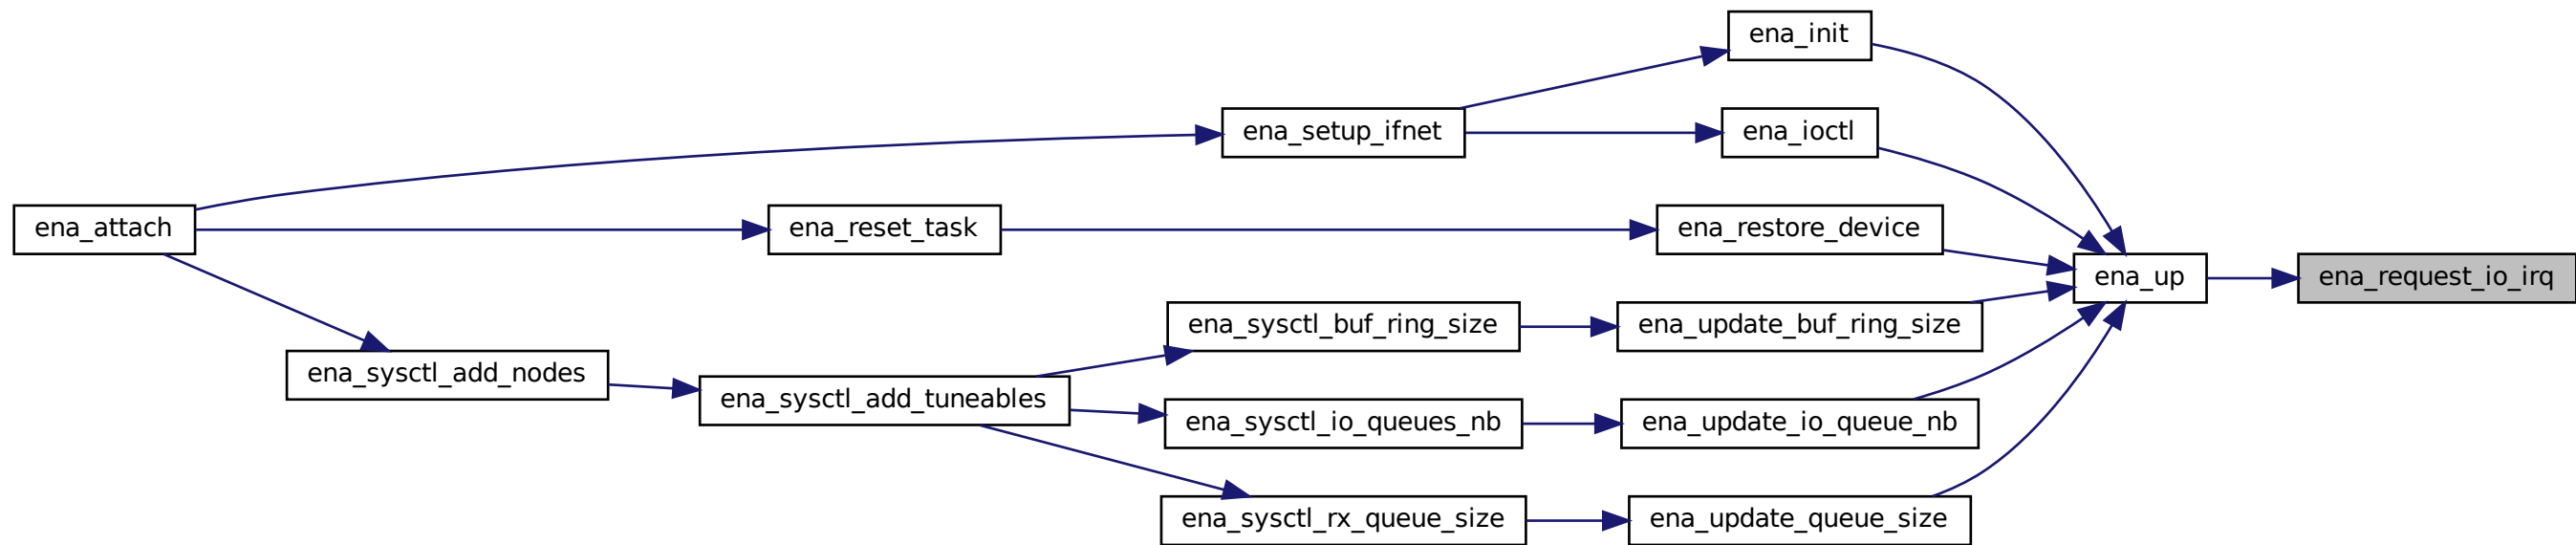 ena_init
ena_setup_ifnet
ena_ioctl
ena_attach
ena_reset_task
ena_restore_device
ena_up
ena_request_io_irq
ena_sysctl_buf_ring_size
ena_update_buf_ring_size
ena_sysctl_add_nodes
ena_sysctl_add_tuneables
ena_sysctl_io_queues_nb
ena_update_io_queue_nb
ena_sysctl_rx_queue_size
ena_update_queue_size